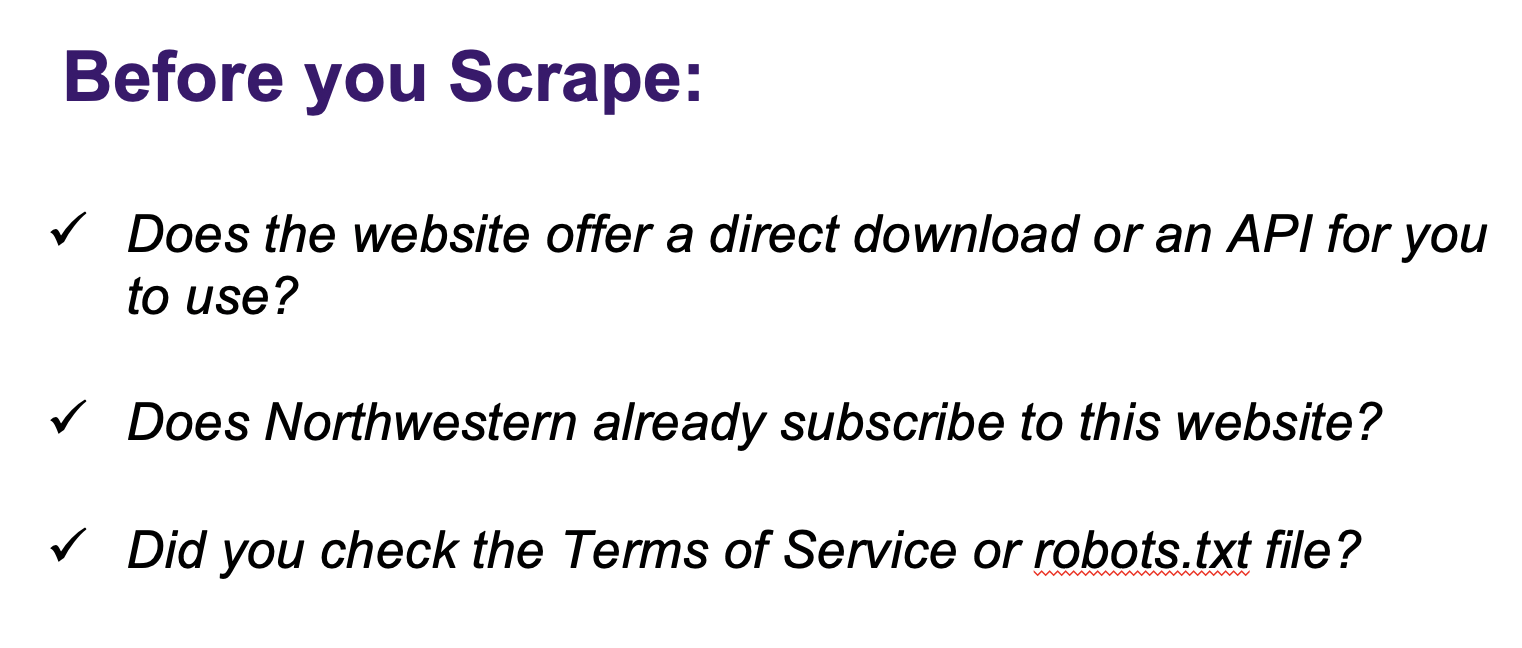 Before you Scrape:
✓ Does the website offer a direct download or an API for you
to use?
✓ Does Northwestern already subscribe to this website?
✓ Did you check the Terms of Service or robots.txt file?